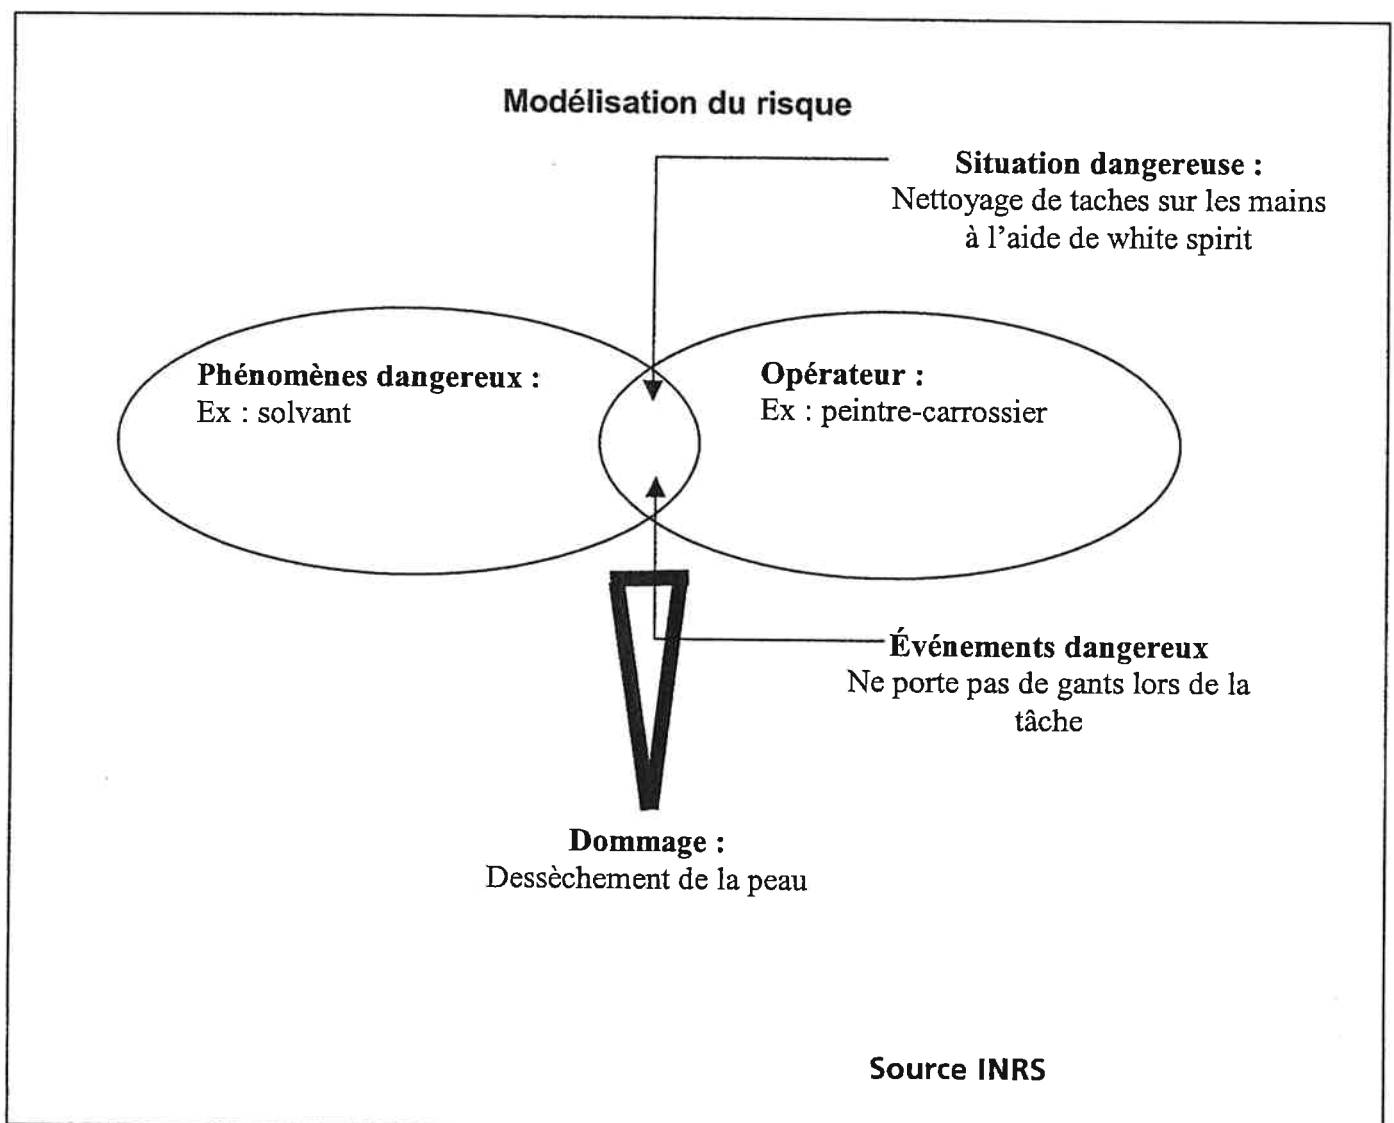 Modélisation du risque
Situation dangereuse :
Nettoyage de taches sur les mains
à l'aide de white spirit
Phénomènes dangereux :
Ex : solvant
Opérateur :
Ex : peintre-carrossier
Événements dangereux
Ne porte pas de gants lors de la
tâche
Dommage :
Dessèchement de la peau
Source INRS